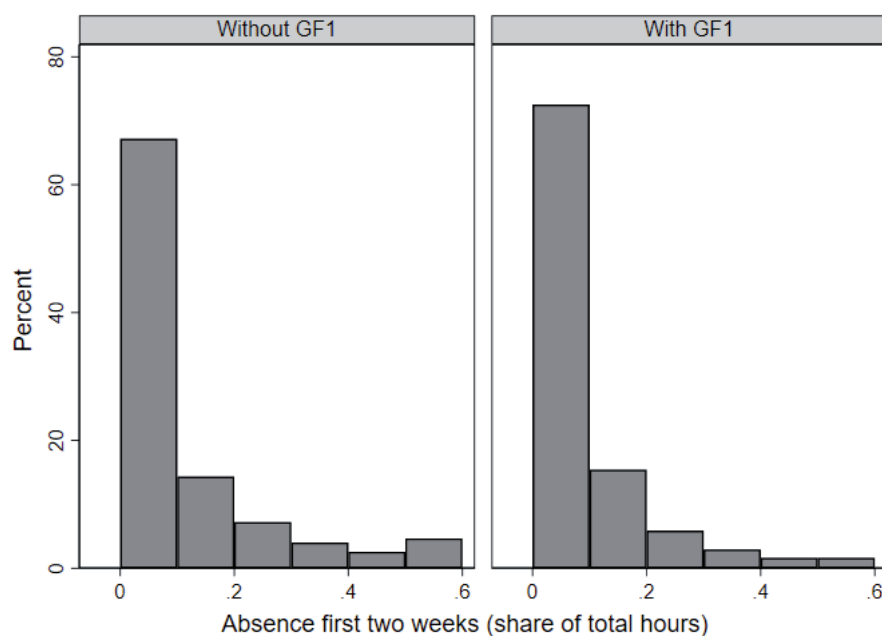 Without GF1
With GF1
Percent
80
60
40
20
0
0 .2 .4 .6
0 .2 .4 .6
Absence first two weeks (share of total hours)